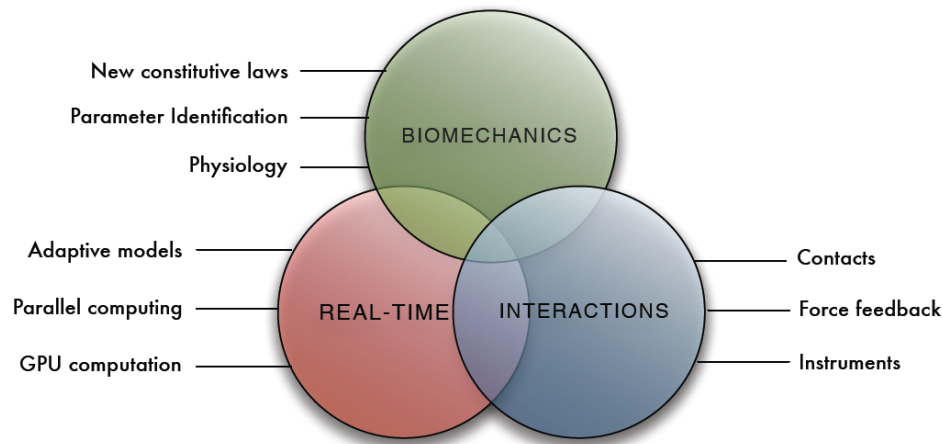 New constitutive laws
Parameter Identification
Physiology
BIOMECHANICS
Adaptive models
Parallel computing
GPU computation
REAL-TIME
INTERACTIONS
Contacts
Force feedback
Instruments